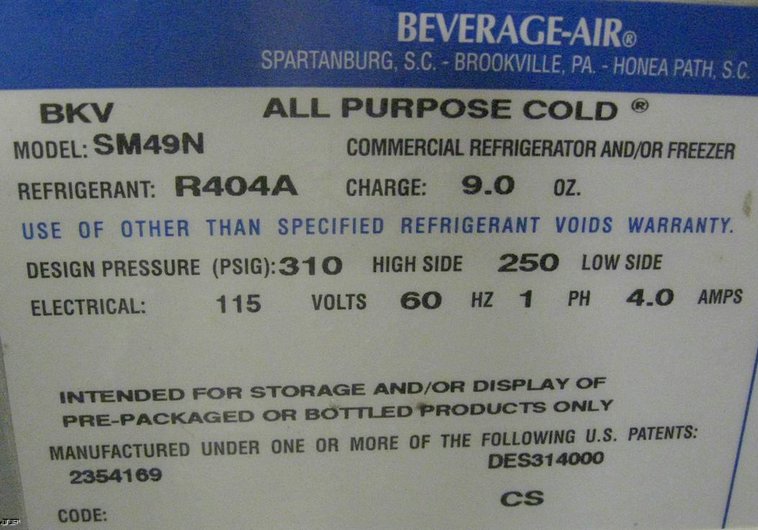 BEVERAGE-AIR®
SPARTANBURG, S.C. - BROOKVILLE, PA. - HONEA PATH, S.C.
BKV ALL PURPOSE COLD ®
MODEL: SM49N COMMERCIAL REFRIGERATOR AND/OR FREEZER
REFRIGERANT: R404A CHARGE: 9.0 OZ.
USE OF OTHER THAN SPECIFIED REFRIGERANT VOIDS WARRANTY.
DESIGN PRESSURE (PSIG): 310 HIGH SIDE 250 LOW SIDE
ELECTRICAL: 115 VOLTS 60 HZ 1 PH 4.0 AMPS
INTENDED FOR STORAGE AND/OR DISPLAY OF
PRE-PACKAGED OR BOTTLED PRODUCTS ONLY
MANUFACTURED UNDER ONE OR MORE OF THE FOLLOWING U.S. PATENTS:
2354169 DES314000
CS
CODE: